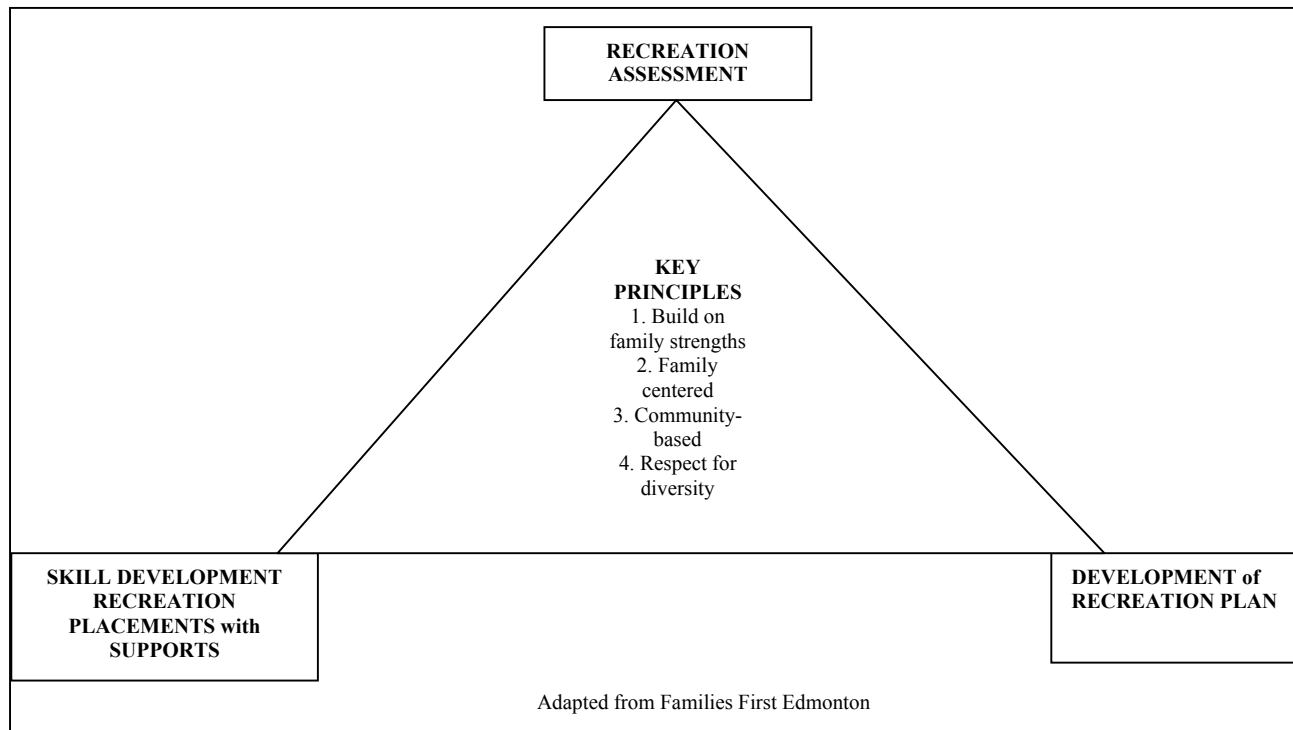 RECREATION
ASSESSMENT
KEY
PRINCIPLES
1. Build on
family strengths
2. Family
centered
3. Community-
based
4. Respect for
diversity
SKILL DEVELOPMENT
RECREATION
PLACEMENTS with
SUPPORTS
DEVELOPMENT of
RECREATION PLAN
Adapted from Families First Edmonton